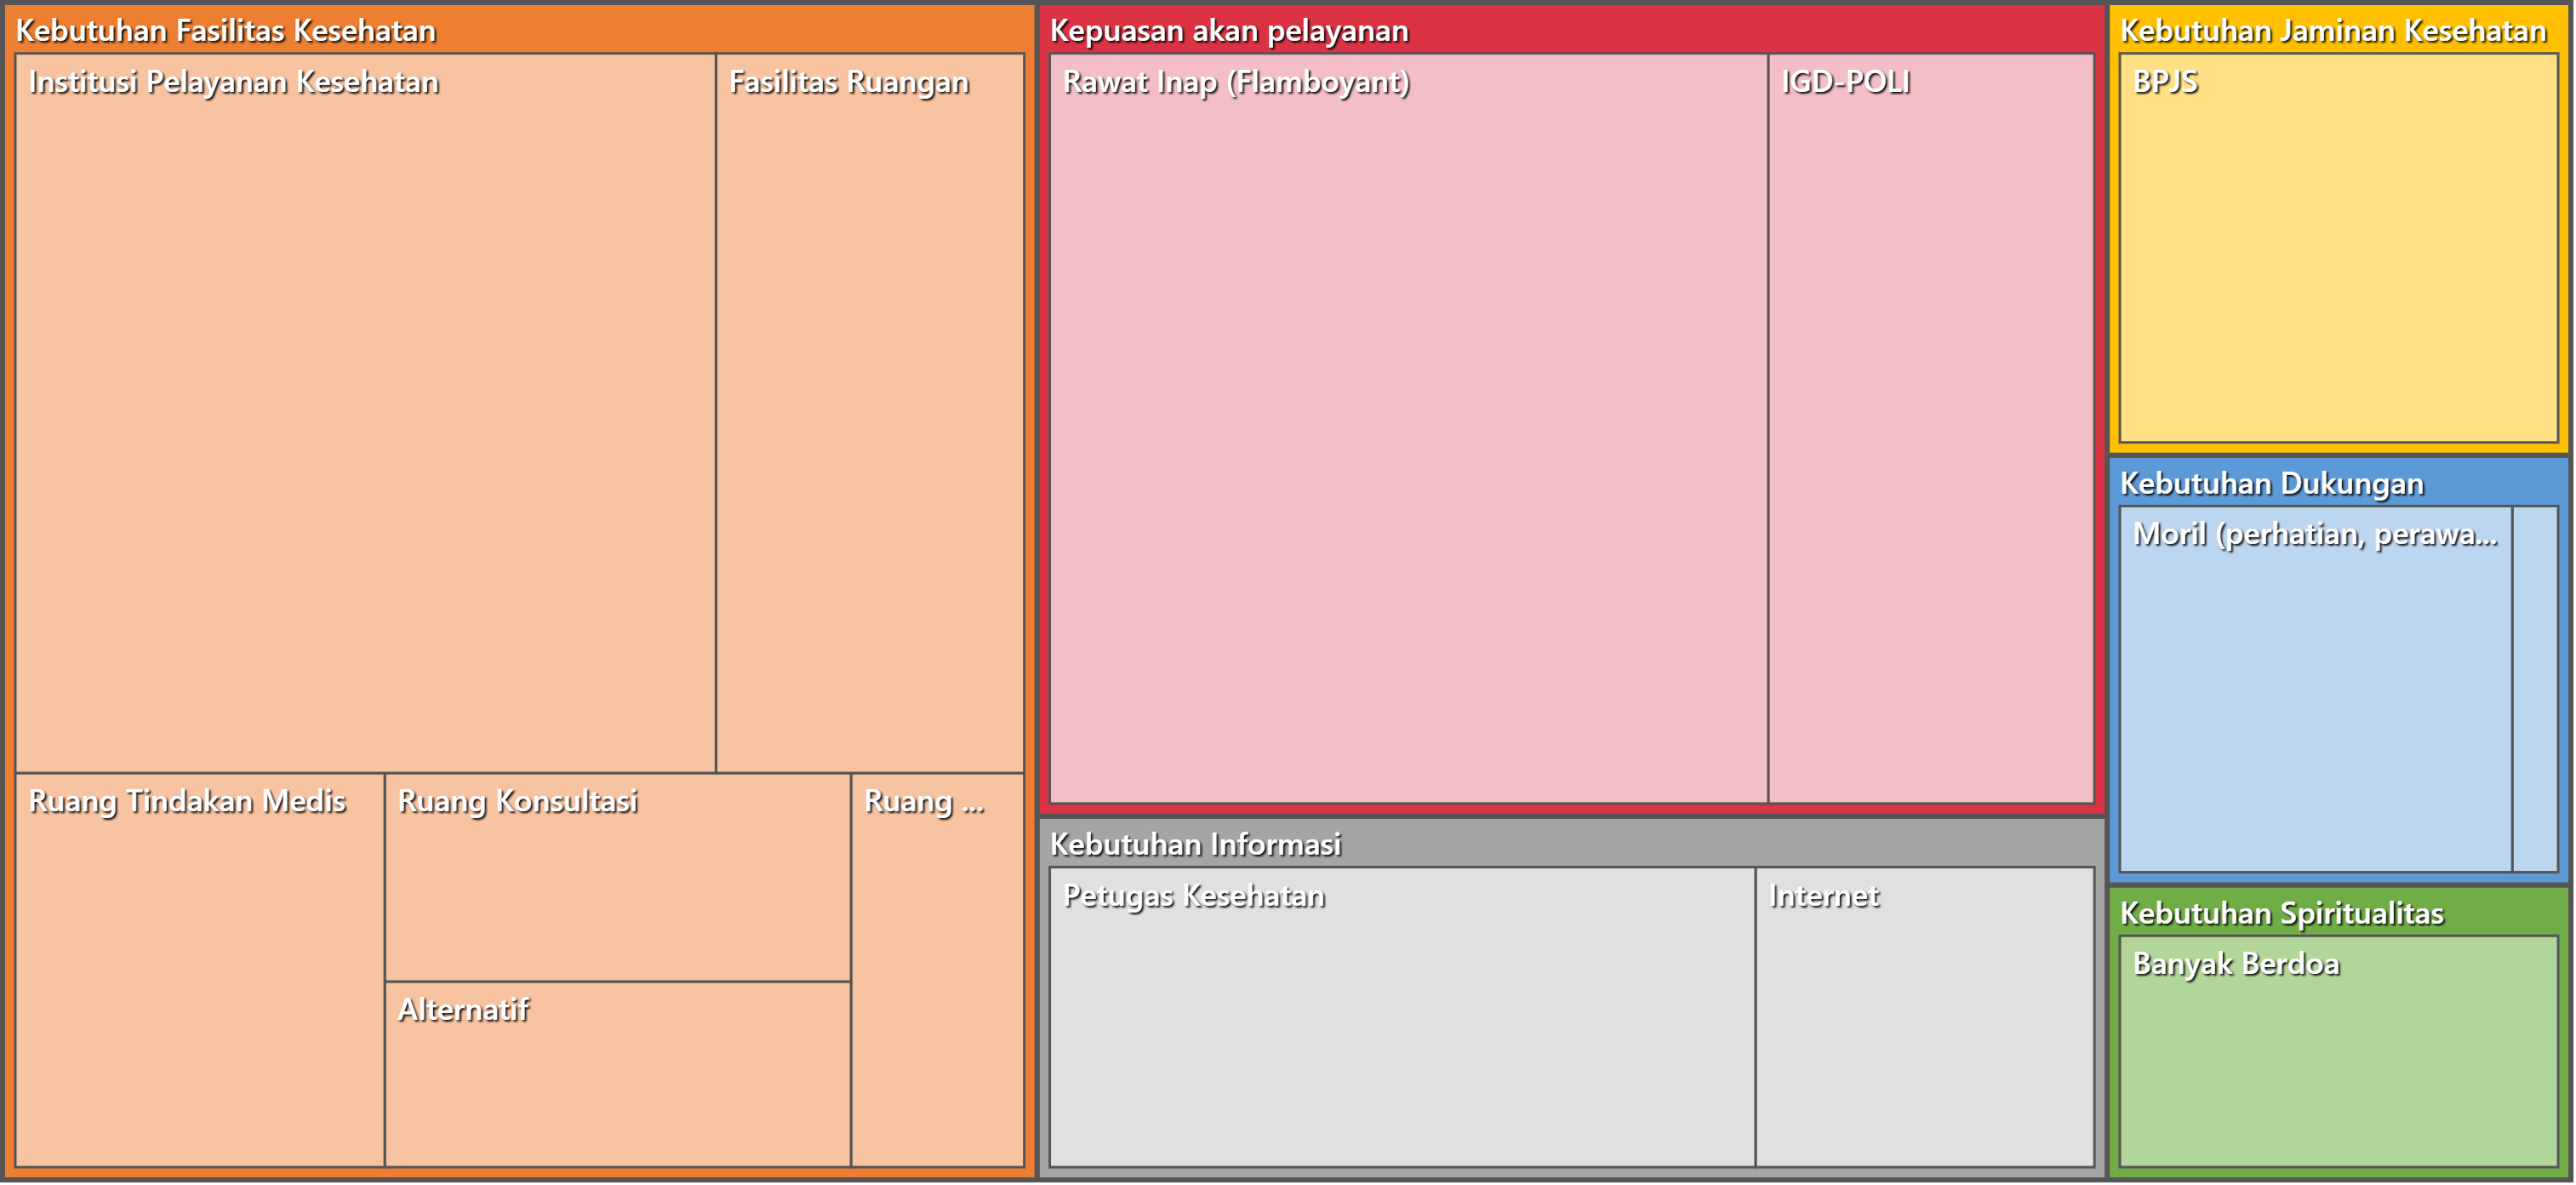 Kebutuhan Fasilitas Kesehatan
Institusi Pelayanan Kesehatan
Fasilitas Ruangan
Ruang Tindakan Medis
Ruang Konsultasi
Ruang ...
Alternatif
Kepuasan akan pelayanan
Rawat Inap (Flamboyant)
IGD-POLI
Kebutuhan Informasi
Petugas Kesehatan
Internet
Kebutuhan Jaminan Kesehatan
BPJS
Kebutuhan Dukungan
Moril (perhatian, perawa...
Kebutuhan Spiritualitas
Banyak Berdoa